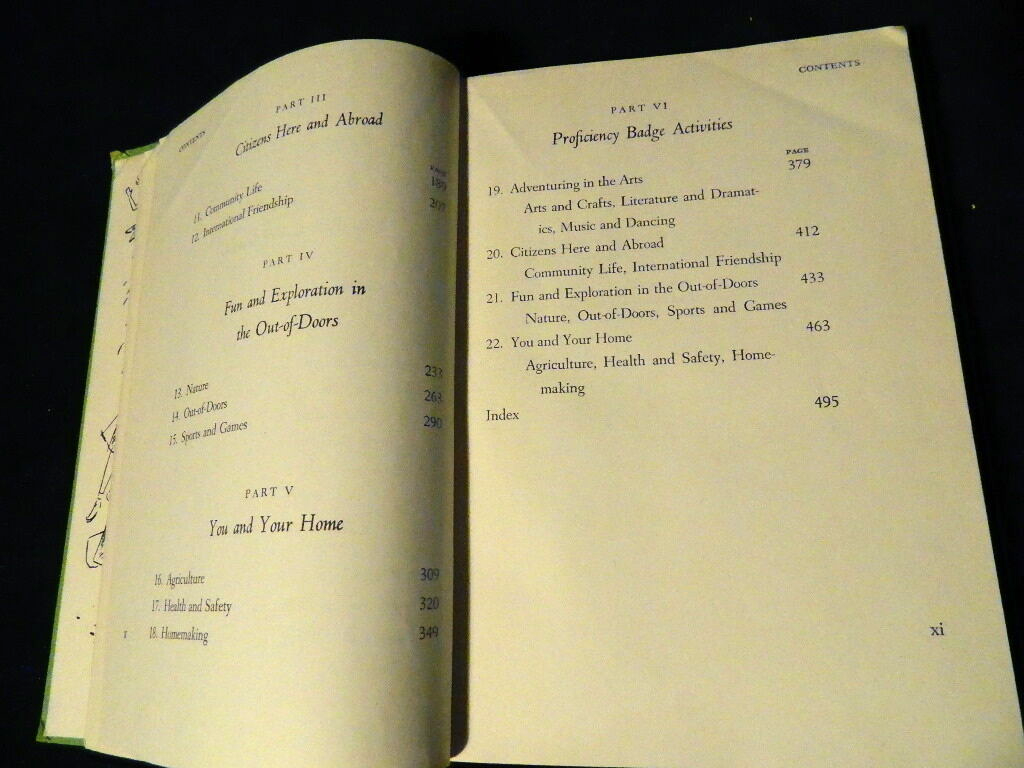 CONTENTS
PART III
Citizens Here and Abroad
PAGE
11. Community Life 189
12. International Friendship 207
PART IV
Fun and Exploration in
the Out-of-Doors
13. Nature 233
14. Out-of-Doors 263
15. Sports and Games 290
PART V
You and Your Home
16. Agriculture 309
17. Health and Safety 320
18. Homemaking 349
CONTENTS
PART VI
Proficiency Badge Activities
PAGE
19. Adventuring in the Arts 379
Arts and Crafts, Literature and Dramat-
ics, Music and Dancing
20. Citizens Here and Abroad 412
Community Life, International Friendship
21. Fun and Exploration in the Out-of-Doors 433
Nature, Out-of-Doors, Sports and Games
22. You and Your Home 463
Agriculture, Health and Safety, Home-
making
Index 495
xi